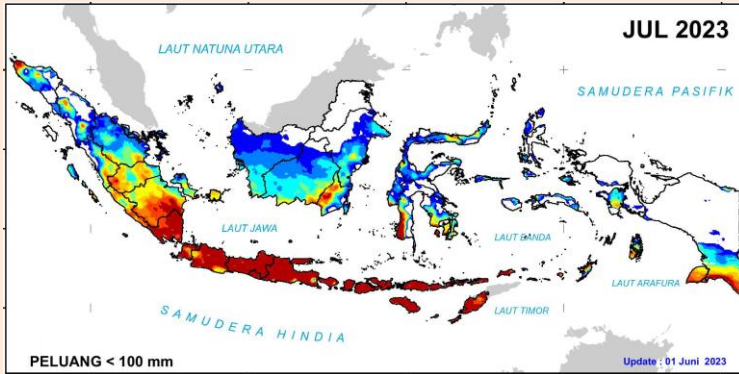 JUL 2023
LAUT NATUNA UTARA
SAMUDERA PASIFIK
LAUT JAWA
LAUT BANDA
LAUT ARAFURA
LAUT TIMOR
SAMUDERA HINDIA
PELUANG < 100 mm
Update : 01 Juni 2023